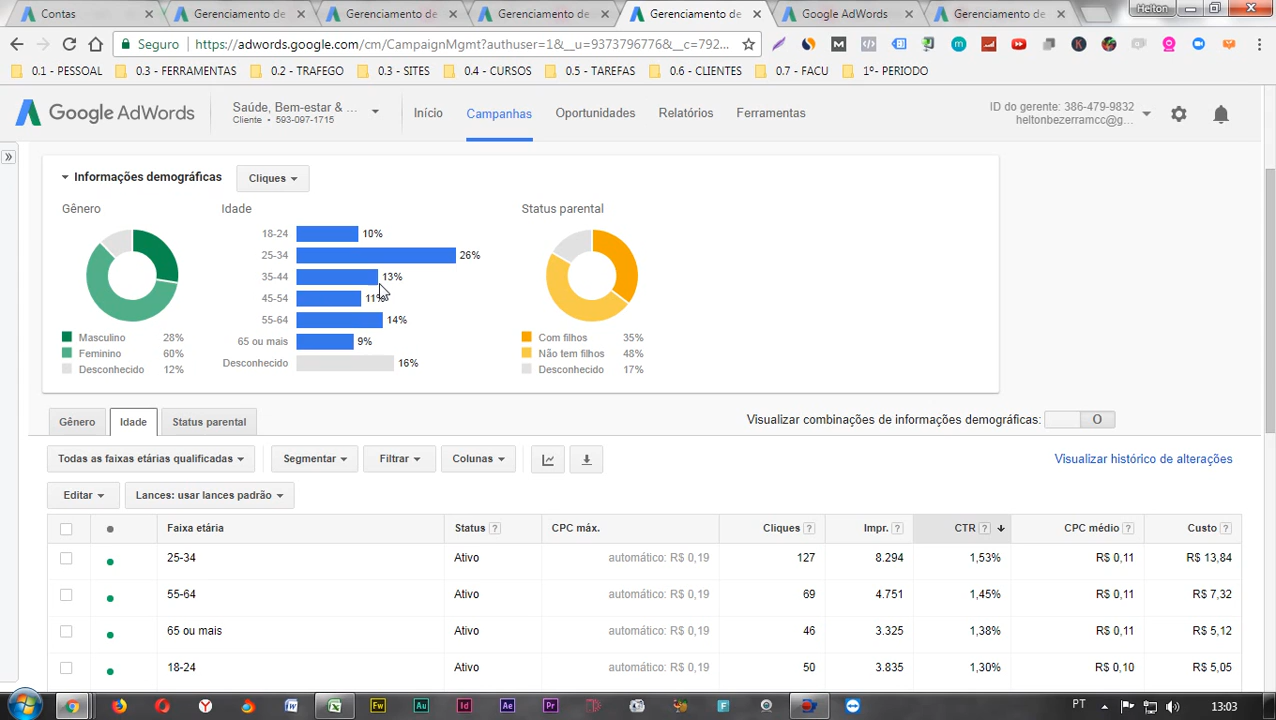 Contas
Gerenciamento de
Gerenciamento de
Gerenciamento de
Gerenciamento de
Google AdWords
Gerenciamento de
Helton
Seguro
https://adwords.google.com/cm/CampaignMgmt?authuser=1&__u=9373796776&__c=792...
0.1 - PESSOAL
0.3 - FERRAMENTAS
0.2 - TRAFEGO
0.3 - SITES
0.4 - CURSOS
0.5 - TAREFAS
0.6 - CLIENTES
0.7 - FACU
1º- PERIODO
Google AdWords
Saúde, Bem-estar & ...
Cliente • 593-097-1715
Início
Campanhas
Oportunidades
Relatórios
Ferramentas
ID do gerente: 386-479-9832
heltonbezerramcc@g...
Informações demográficas
Cliques
Gênero
Masculino 28%
Feminino 60%
Desconhecido 12%
Idade
18-24 10%
25-34 26%
35-44 13%
45-54 11%
55-64 14%
65 ou mais 9%
Desconhecido 16%
Status parental
Com filhos 35%
Não tem filhos 48%
Desconhecido 17%
Gênero
Idade
Status parental
Visualizar combinações de informações demográficas: O
Todas as faixas etárias qualificadas
Segmentar
Filtrar
Colunas
Visualizar histórico de alterações
Editar
Lances: usar lances padrão
Faixa etária Status ? CPC máx. Cliques ? Impr. ? CTR ? CPC médio ? Custo ?
25-34 Ativo automático: R$ 0,19 127 8.294 1,53% R$ 0,11 R$ 13,84
55-64 Ativo automático: R$ 0,19 69 4.751 1,45% R$ 0,11 R$ 7,32
65 ou mais Ativo automático: R$ 0,19 46 3.325 1,38% R$ 0,11 R$ 5,12
18-24 Ativo automático: R$ 0,19 50 3.835 1,30% R$ 0,10 R$ 5,05
Fw Au Id Ae Pr
PT
13:03